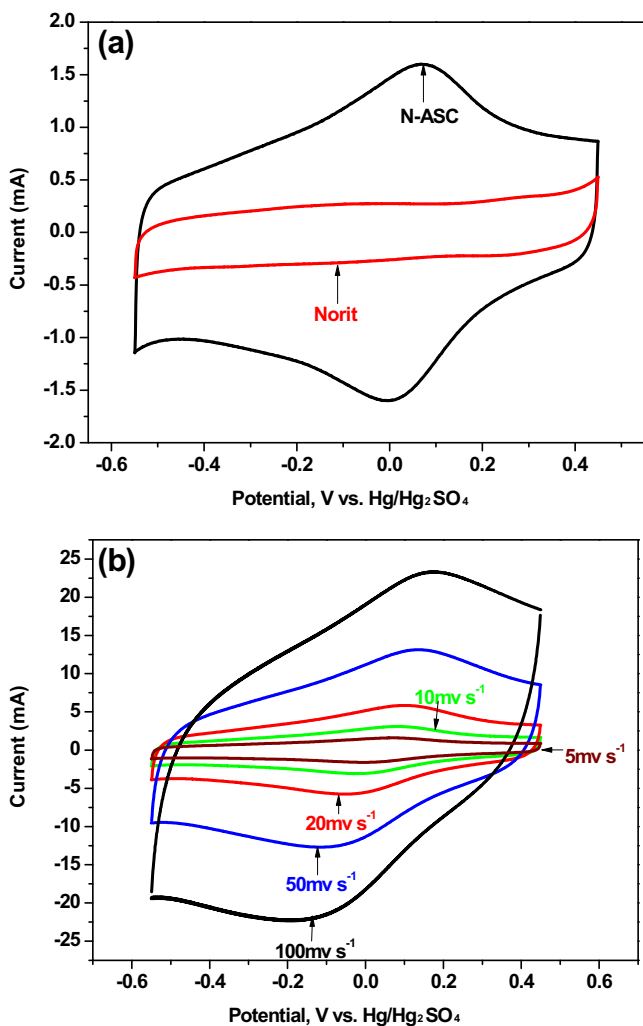 (a)
2.0
1.5
1.0
0.5
0.0
-0.5
-1.0
-1.5
-2.0
Current (mA)
N-ASC
Norit
-0.6 -0.4 -0.2 0.0 0.2 0.4
Potential, V vs. Hg/Hg₂SO₄
(b)
25
20
15
10
5
0
-5
-10
-15
-20
-25
Current (mA)
10mv s⁻¹
5mv s⁻¹
20mv s⁻¹
50mv s⁻¹
100mv s⁻¹
-0.6 -0.4 -0.2 0.0 0.2 0.4 0.6
Potential, V vs. Hg/Hg₂SO₄